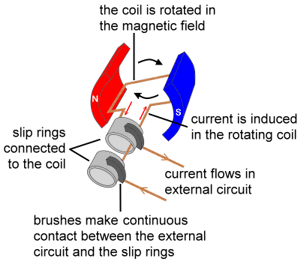 the coil is rotated in
the magnetic field
N
S
current is induced
in the rotating coil
slip rings
connected
to the coil
current flows in
external circuit
brushes make continuous
contact between the external
circuit and the slip rings